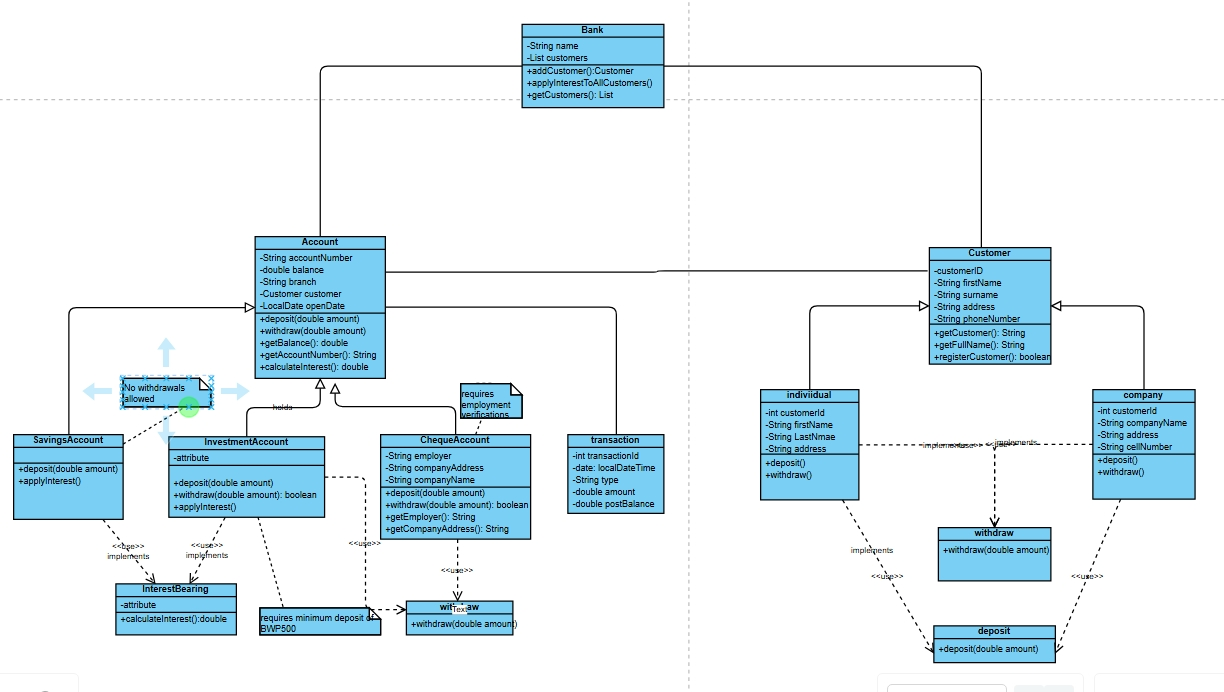 Bank
-String name
-List customers
+addCustomer():Customer
+applyInterestToAllCustomers()
+getCustomers(): List
Account
-String accountNumber
-double balance
-String branch
-Customer customer
-LocalDate openDate
+deposit(double amount)
+withdraw(double amount)
+getBalance(): double
+getAccountNumber(): String
+calculateInterest(): double
Customer
-customerID
-String firstName
-String surname
-String address
-String phoneNumber
+getCustomer(): String
+getFullName(): String
+registerCustomer(): boolean
No withdrawals
allowed
holds
requires
employment
verifications
SavingsAccount
+deposit(double amount)
+applyInterest()
InvestmentAccount
-attribute
+deposit(double amount)
+withdraw(double amount): boolean
+applyInterest()
ChequeAccount
-String employer
-String companyAddress
-String companyName
+deposit(double amount)
+withdraw(double amount): boolean
+getEmployer(): String
+getCompanyAddress(): String
transaction
-int transactionId
-date: localDateTime
-String type
-double amount
-double postBalance
individual
-int customerId
-String firstName
-String LastNmae
-String address
+deposit()
+withdraw()
company
-int customerId
-String companyName
-String address
-String cellNumber
+deposit()
+withdraw()
implements
<<use>>
<<use>>
implements
<<use>>
implements
<<use>>
implements
<<use>>
<<use>>
InterestBearing
-attribute
+calculateInterest():double
requires minimum deposit of
BWP500
withdraw
Text
+withdraw(double amount)
withdraw
+withdraw(double amount)
implements
<<use>>
<<use>>
deposit
+deposit(double amount)